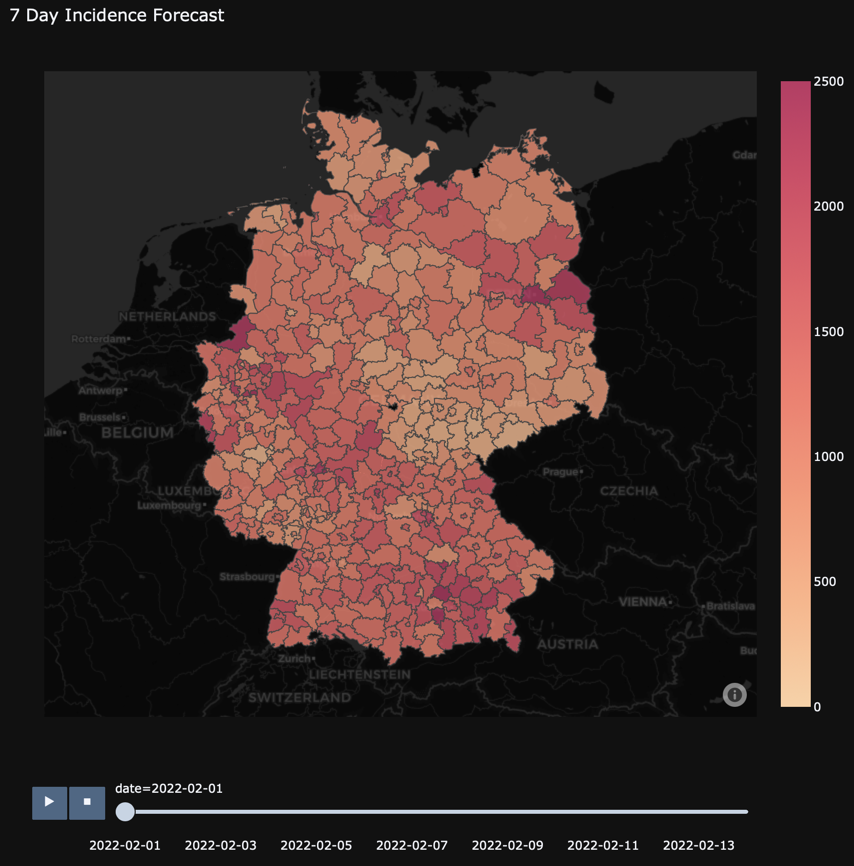 7 Day Incidence Forecast
2500
2000
1500
1000
500
0
NETHERLANDS
Rotterdam
Antwerp
Brussels
BELGIUM
Luxembourg
Strasbourg
Zurich
LIECHTENSTEIN
SWITZERLAND
Prague
CZECHIA
VIENNA
Bratislava
AUSTRIA
date=2022-02-01
2022-02-01 2022-02-03 2022-02-05 2022-02-07 2022-02-09 2022-02-11 2022-02-13